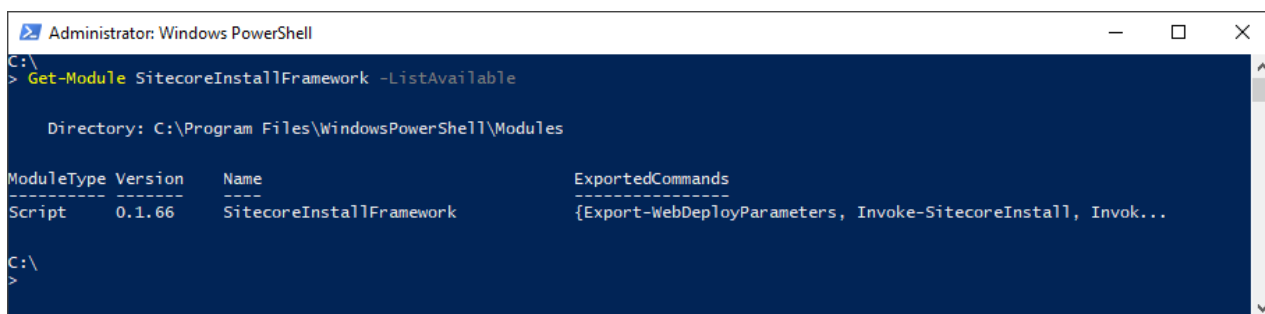 Administrator: Windows PowerShell
C:\
> Get-Module SitecoreInstallFramework -ListAvailable
Directory: C:\Program Files\WindowsPowerShell\Modules
ModuleType Version Name ExportedCommands
---------- ------- ---- ----------------
Script 0.1.66 SitecoreInstallFramework {Export-WebDeployParameters, Invoke-SitecoreInstall, Invok...
C:\
>